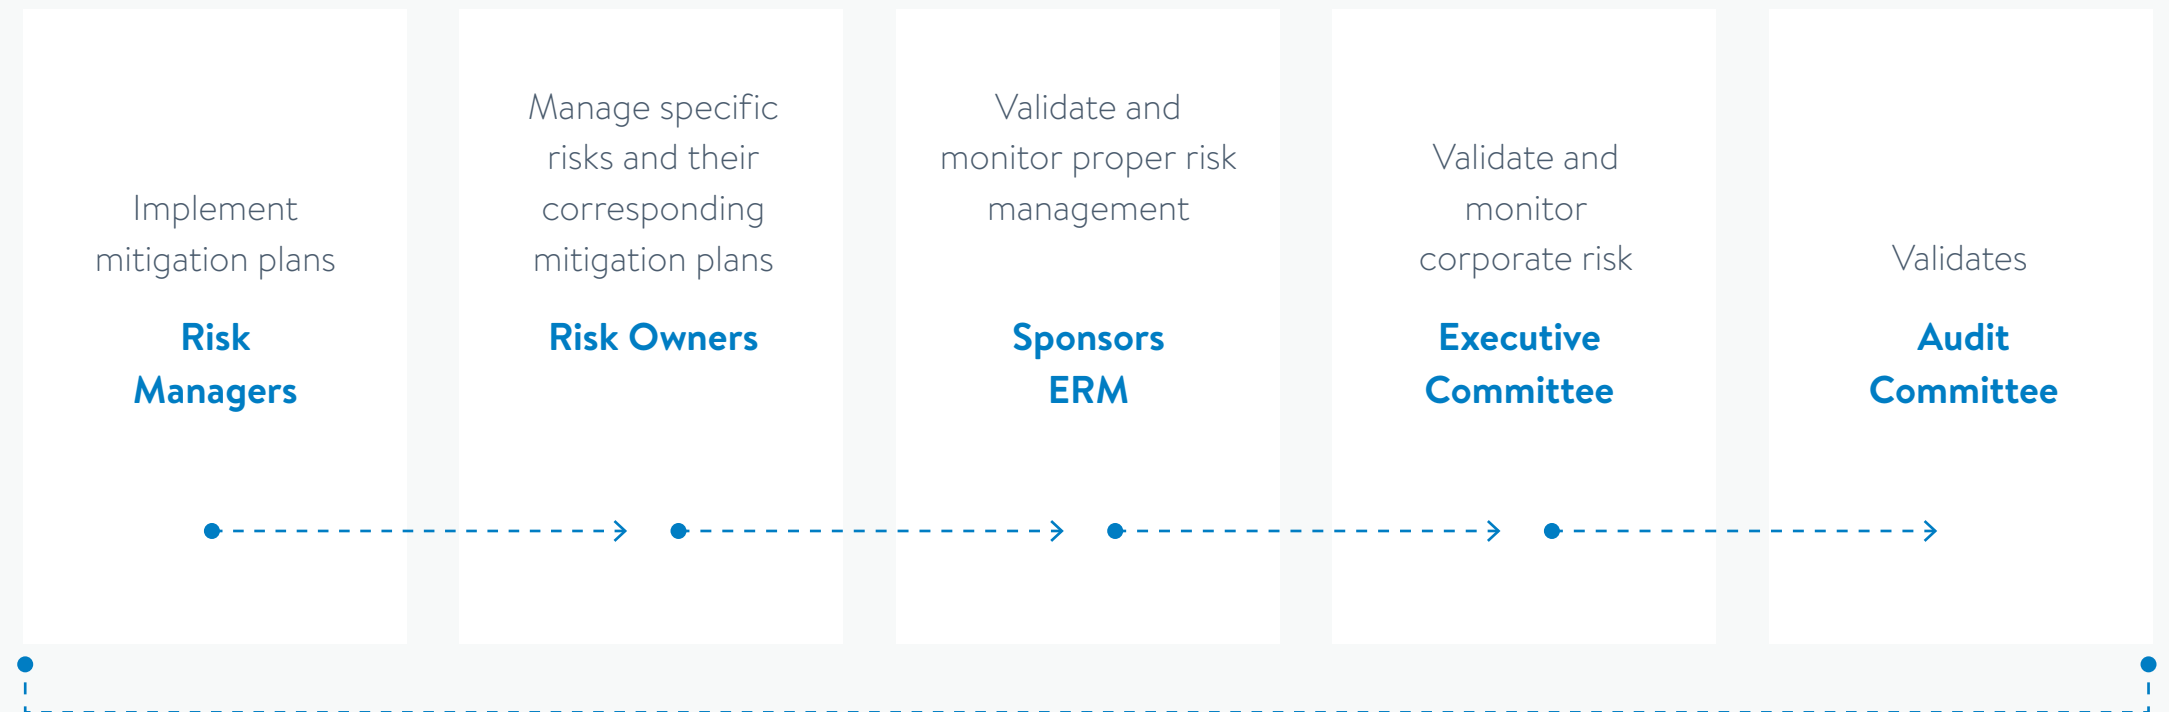 Implement
mitigation plans
Risk
Managers
Manage specific
risks and their
corresponding
mitigation plans
Risk Owners
Validate and
monitor proper risk
management
Sponsors
ERM
Validate and
monitor
corporate risk
Executive
Committee
Validates
Audit
Committee